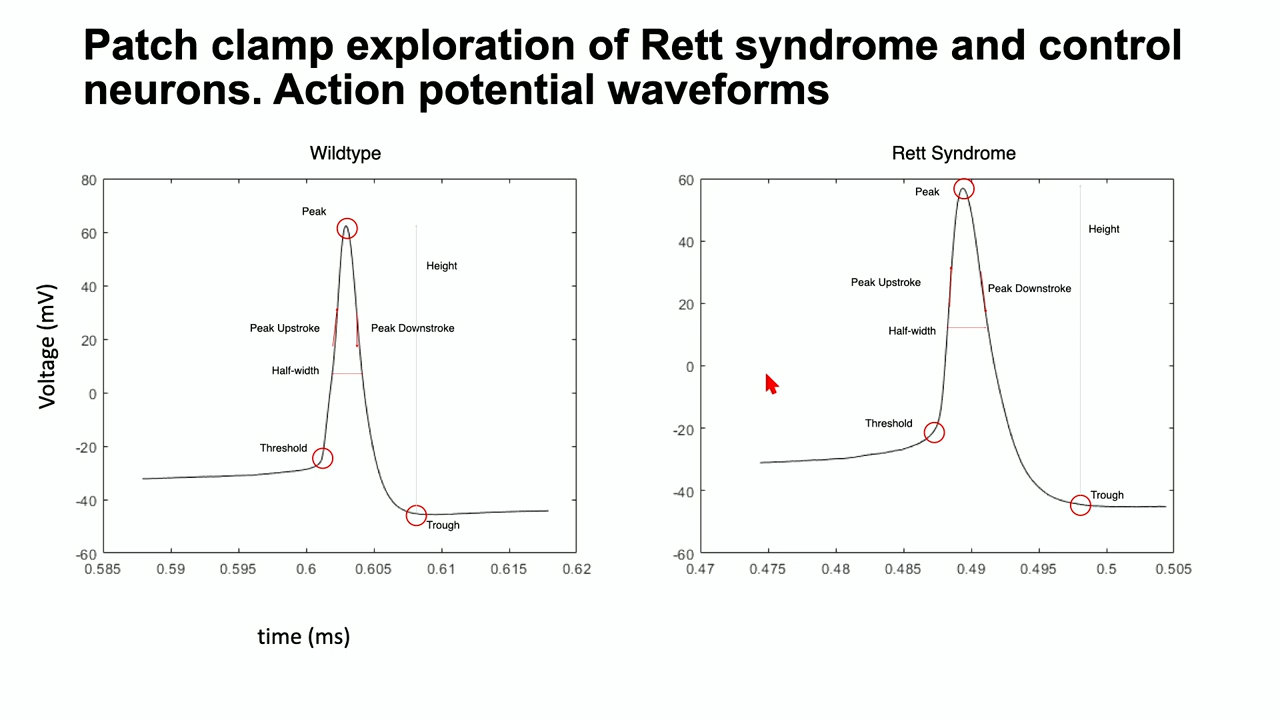 Patch clamp exploration of Rett syndrome and control
neurons. Action potential waveforms
Wildtype
80
60
40
20
0
-20
-40
-60
0.585 0.59 0.595 0.6 0.605 0.61 0.615 0.62
Voltage (mV)
Peak
Height
Peak Upstroke
Peak Downstroke
Half-width
Threshold
Trough
time (ms)
Rett Syndrome
60
40
20
0
-20
-40
-60
0.47 0.475 0.48 0.485 0.49 0.495 0.5 0.505
Peak
Height
Peak Upstroke
Peak Downstroke
Half-width
Threshold
Trough